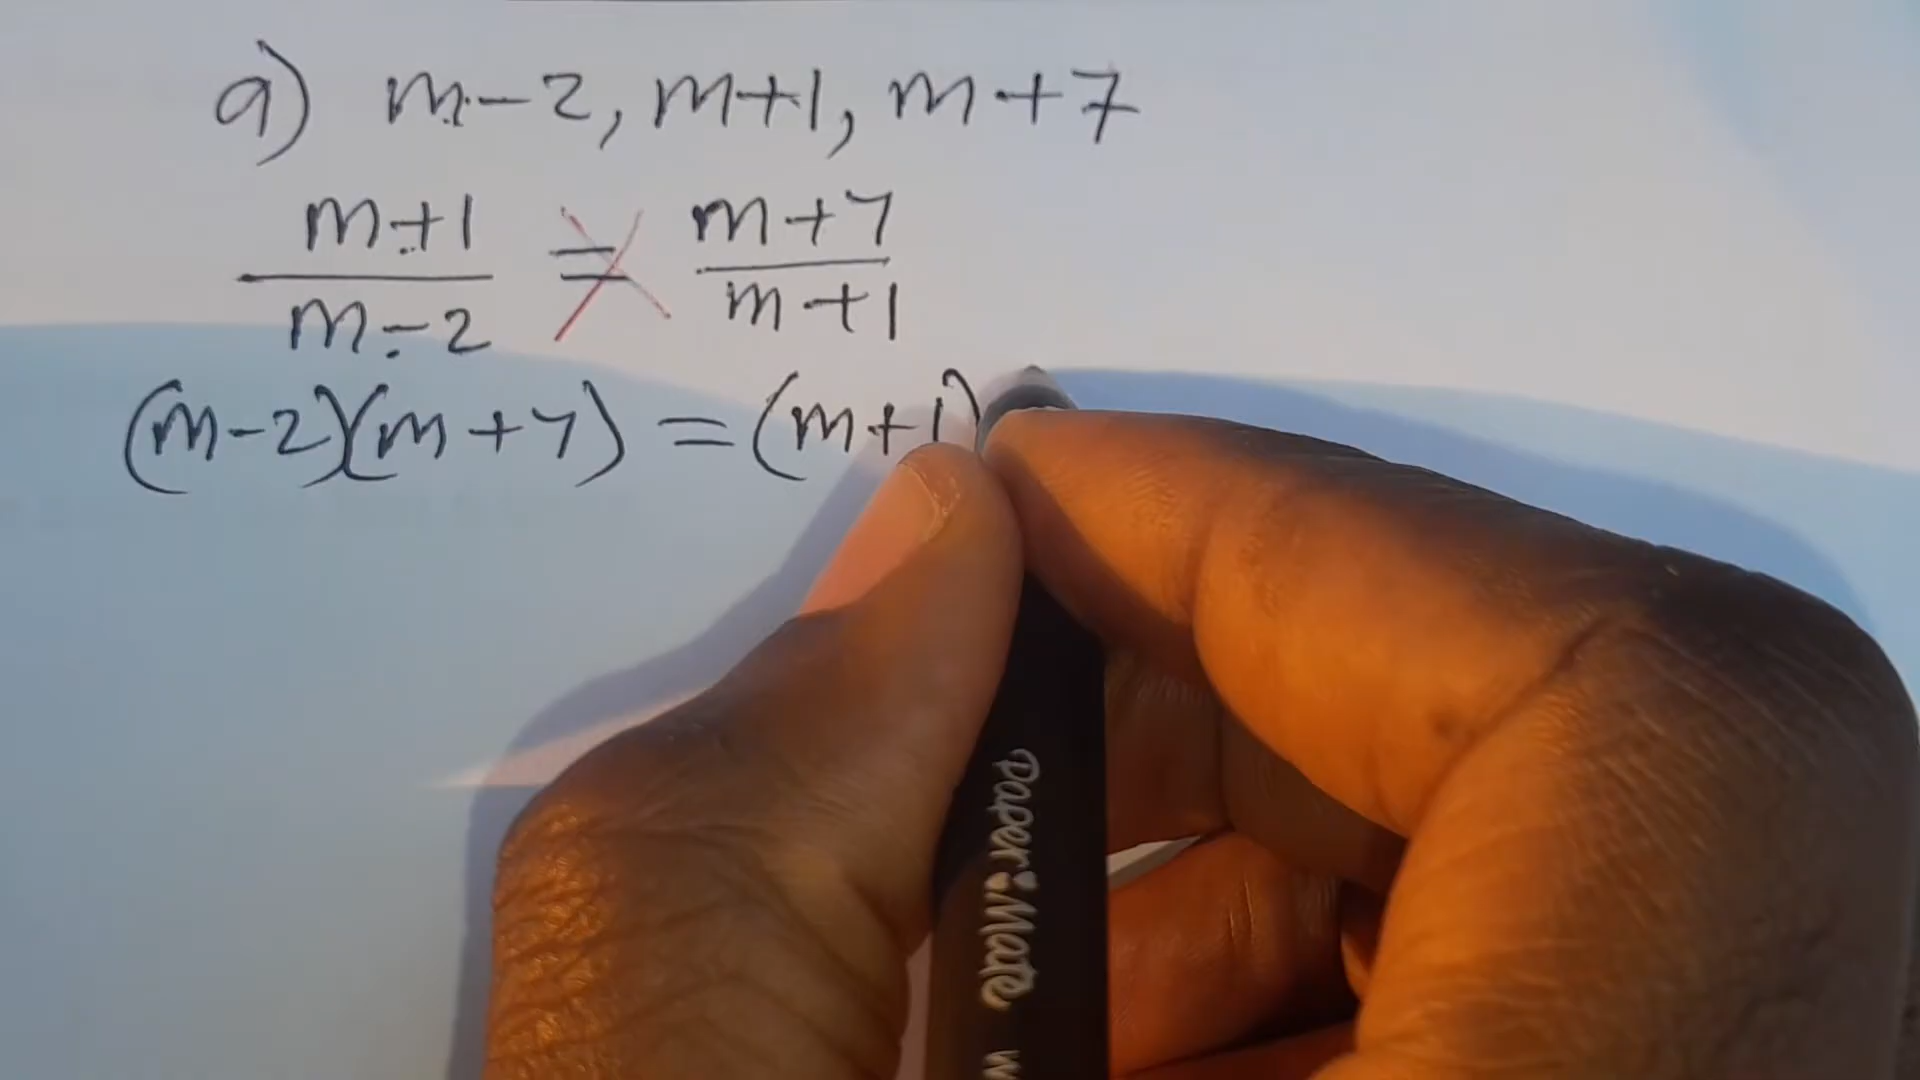 a) m-2, m+1, m+7
m+1/m-2 = m+7/m+1
(m-2)(m+7) = (m+1)
Paper:Mate